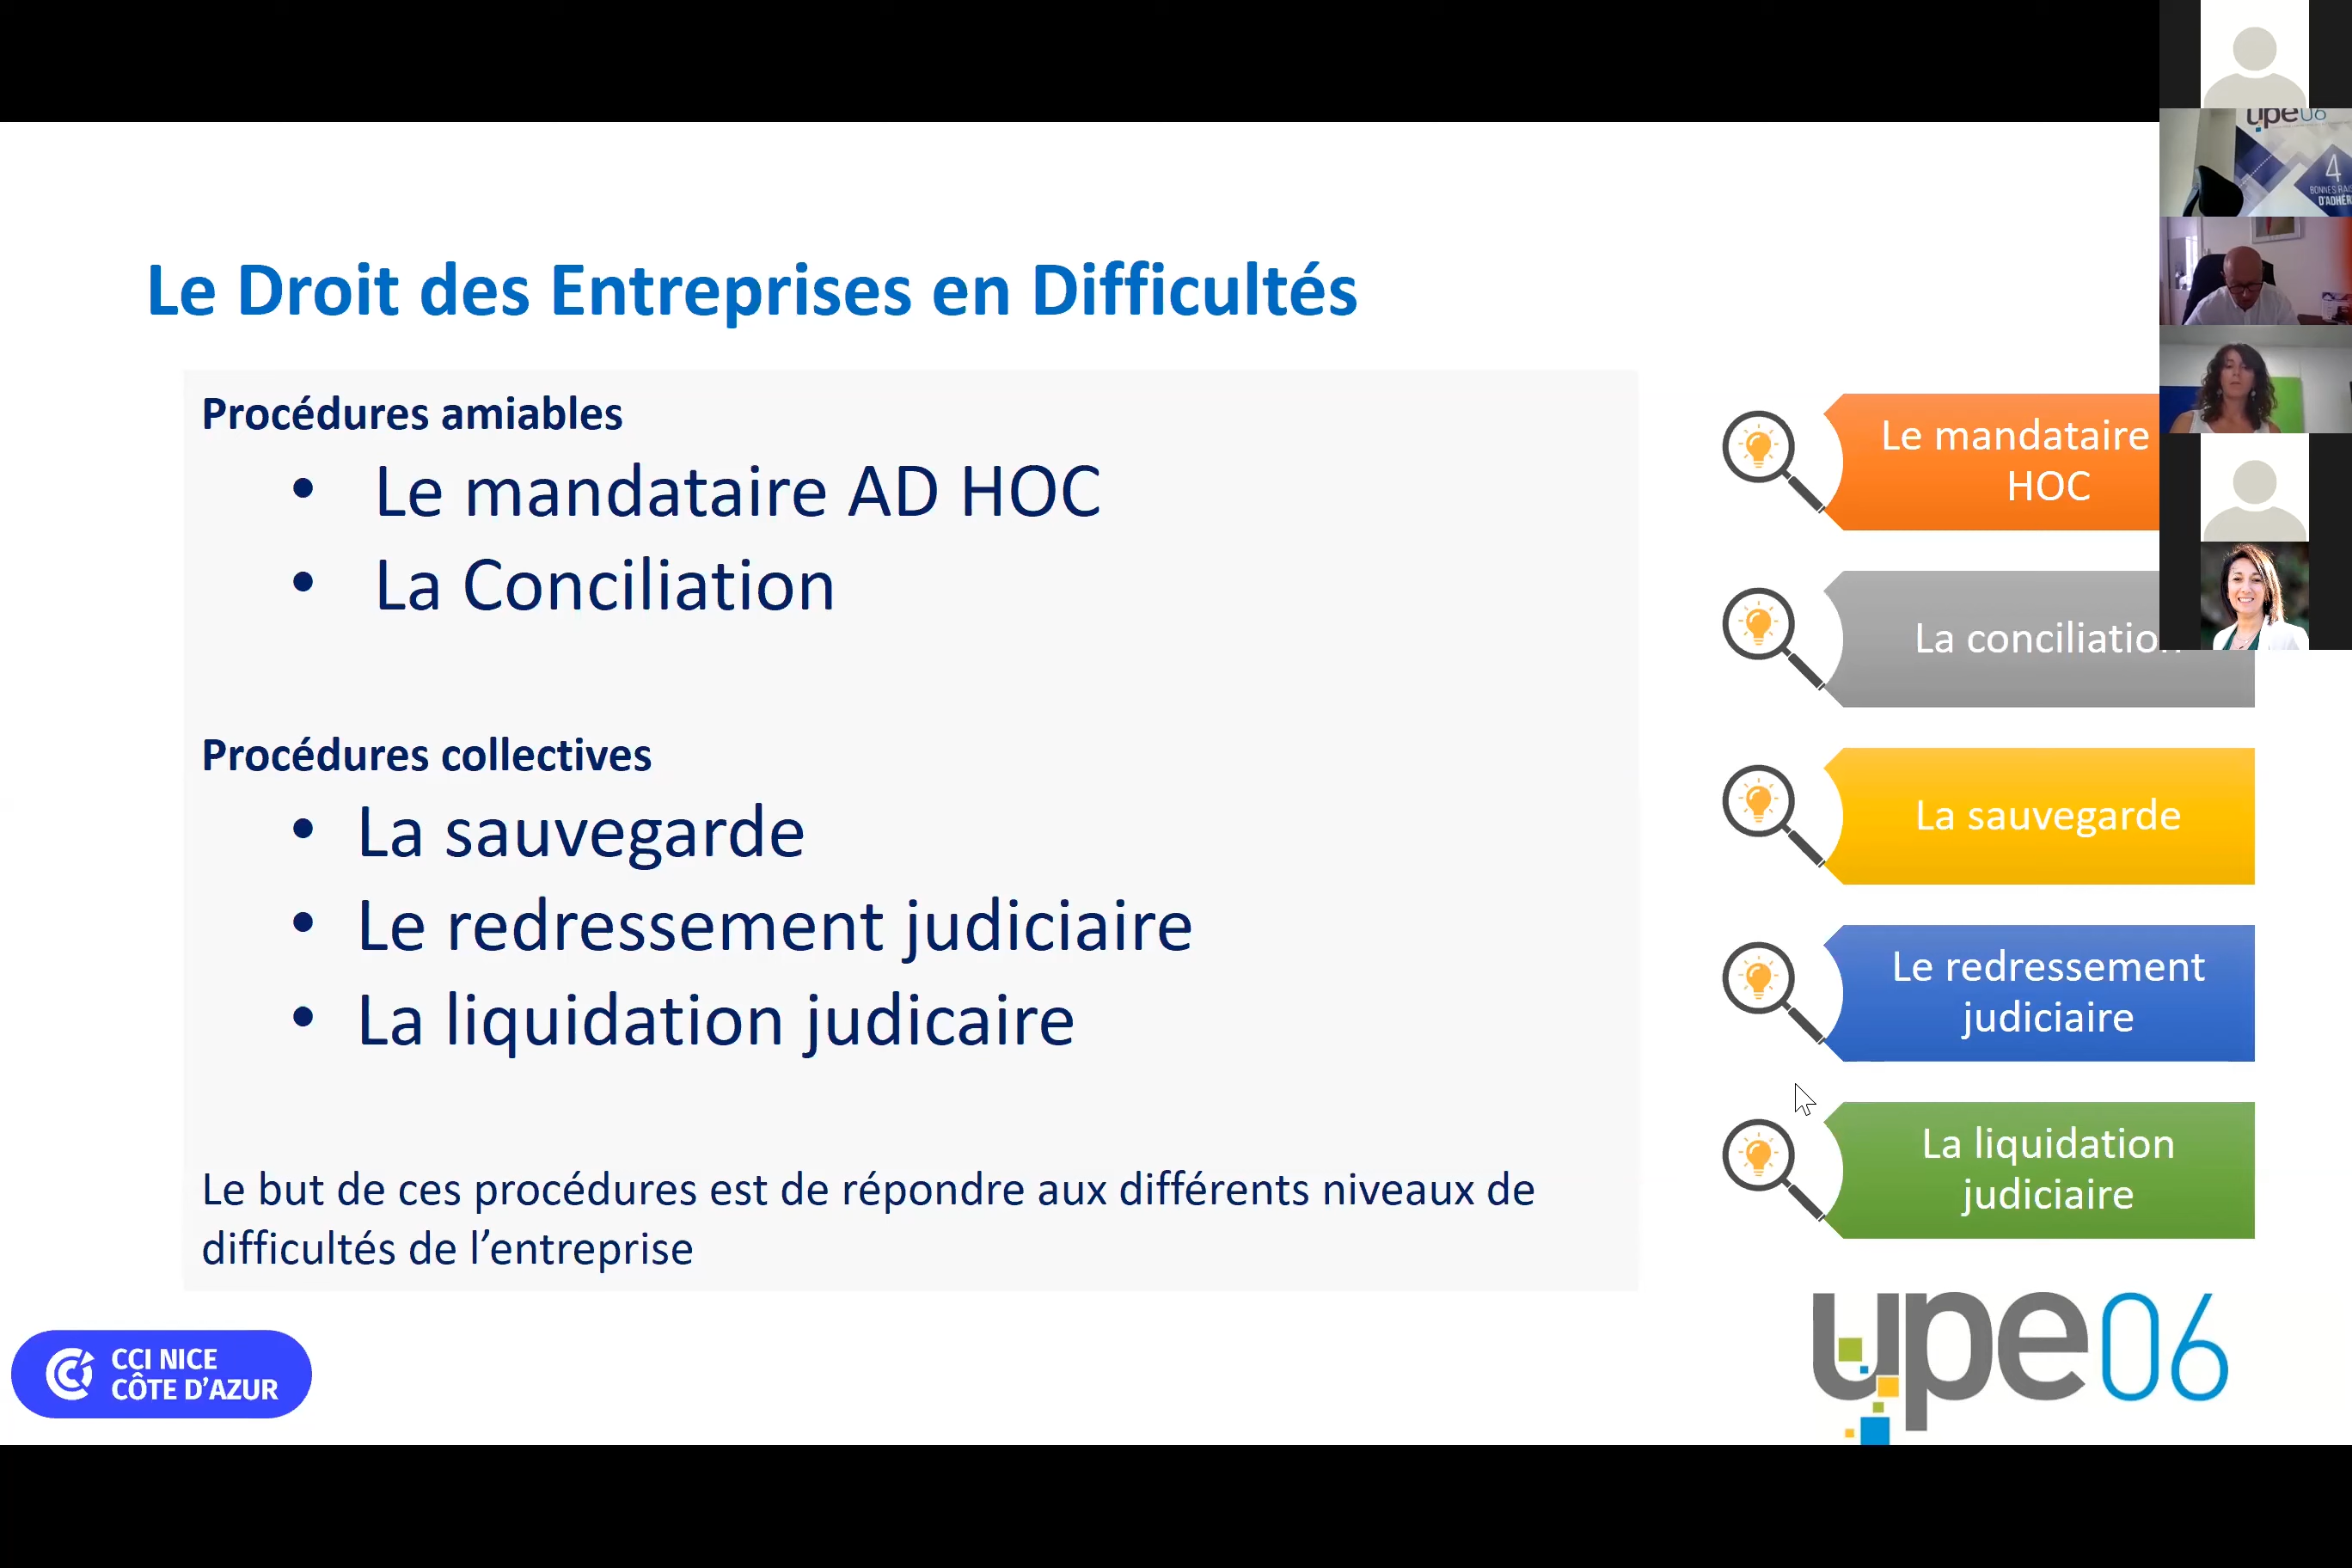 Le Droit des Entreprises en Difficultés
Procédures amiables
• Le mandataire AD HOC
• La Conciliation
Procédures collectives
• La sauvegarde
• Le redressement judiciaire
• La liquidation judicaire
Le but de ces procédures est de répondre aux différents niveaux de
difficultés de l’entreprise
Le mandataire
HOC
La conciliation
La sauvegarde
Le redressement
judiciaire
La liquidation
judiciaire
upe06
4
BONNES
CCI NICE
CÔTE D’AZUR
upe06